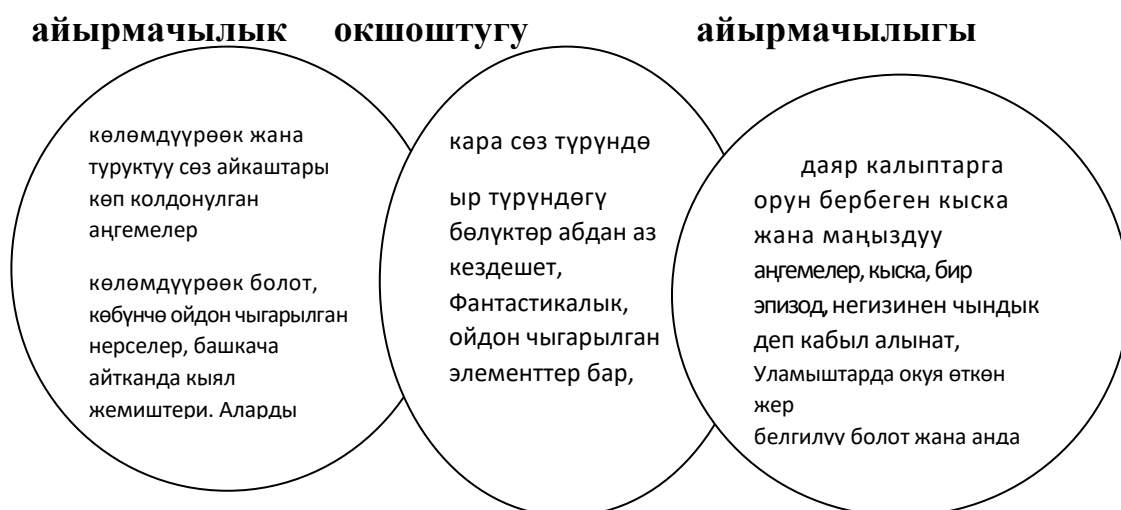 айырмачылык окшоштугу айырмачылыгы
көлөмдүүрөөк жана
туруктуу сөз айкаштары
көп колдонулган
аңгемелер
көлөмдүүрөөк болот,
көбүнчө ойдон чыгарылган
нерселер, башкача
айтканда кыял
жемиштери. Аларды
кара сөз түрүндө
ыр түрүндөгү
бөлүктөр абдан аз
кездешет,
Фантастикалык,
ойдон чыгарылган
элементтер бар,
даяр калыптарга
орун бербеген кыска
жана маңыздуу
аңгемелер, кыска, бир
эпизод, негизинен чындык
деп кабыл алынат,
Уламыштарда окуя өткөн
жер
белгилүү болот жана анда